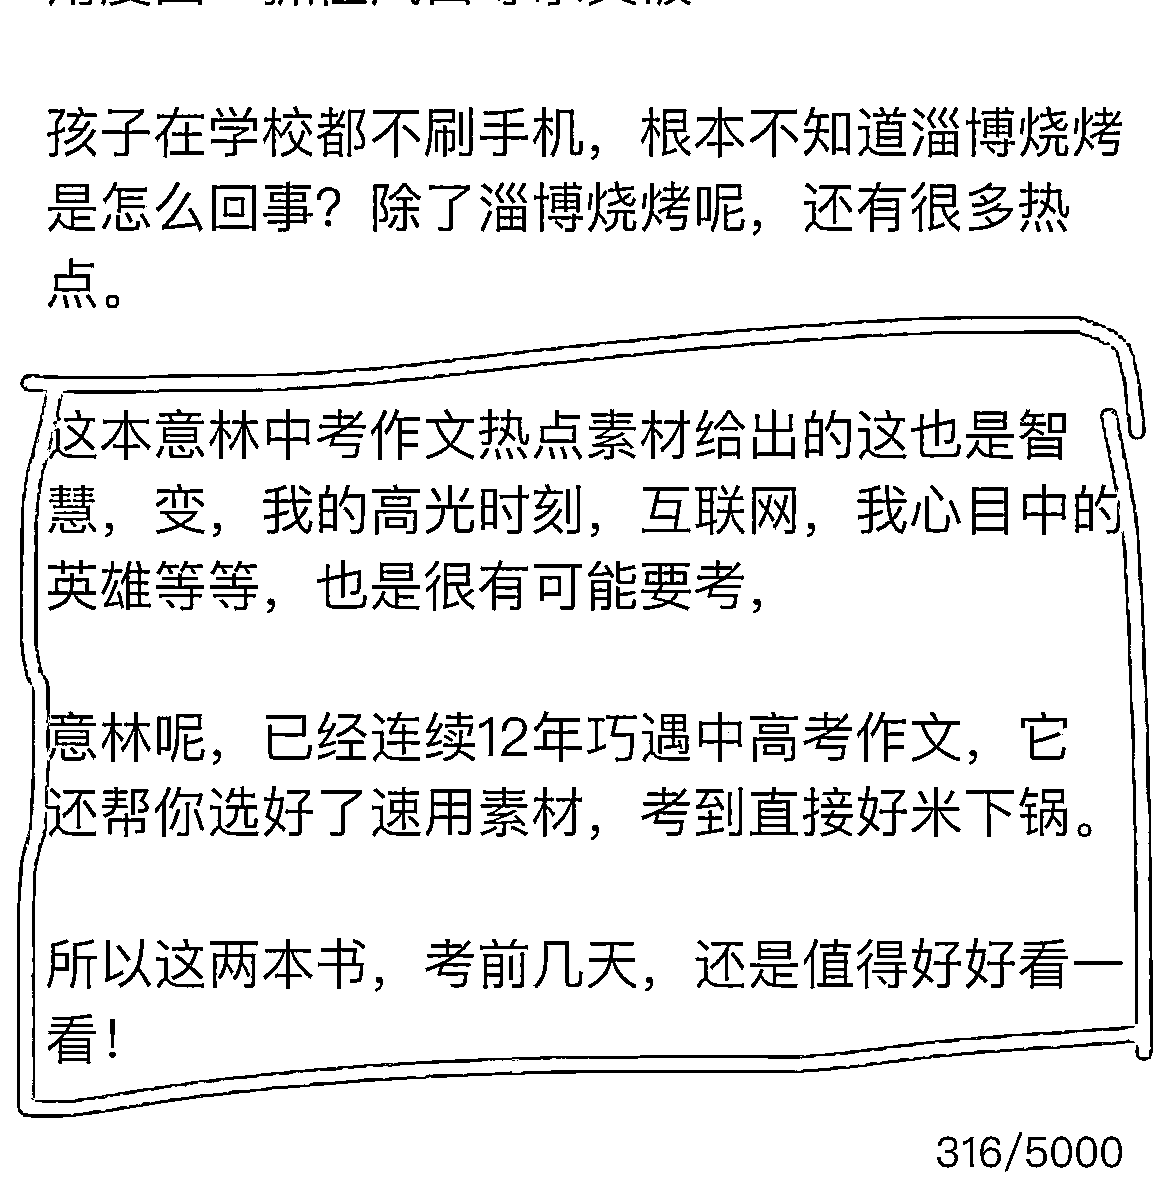 孩子在学校都不刷手机，根本不知道淄博烧烤
是怎么回事？除了淄博烧烤呢，还有很多热
点。
这本意林中考作文热点素材给出的这也是智
慧，变，我的高光时刻，互联网，我心目中的
英雄等等，也是很有可能要考，
意林呢，已经连续12年巧遇中高考作文，它
还帮你选好了速用素材，考到直接好米下锅。
所以这两本书，考前几天，还是值得好好看一
看！
316/5000